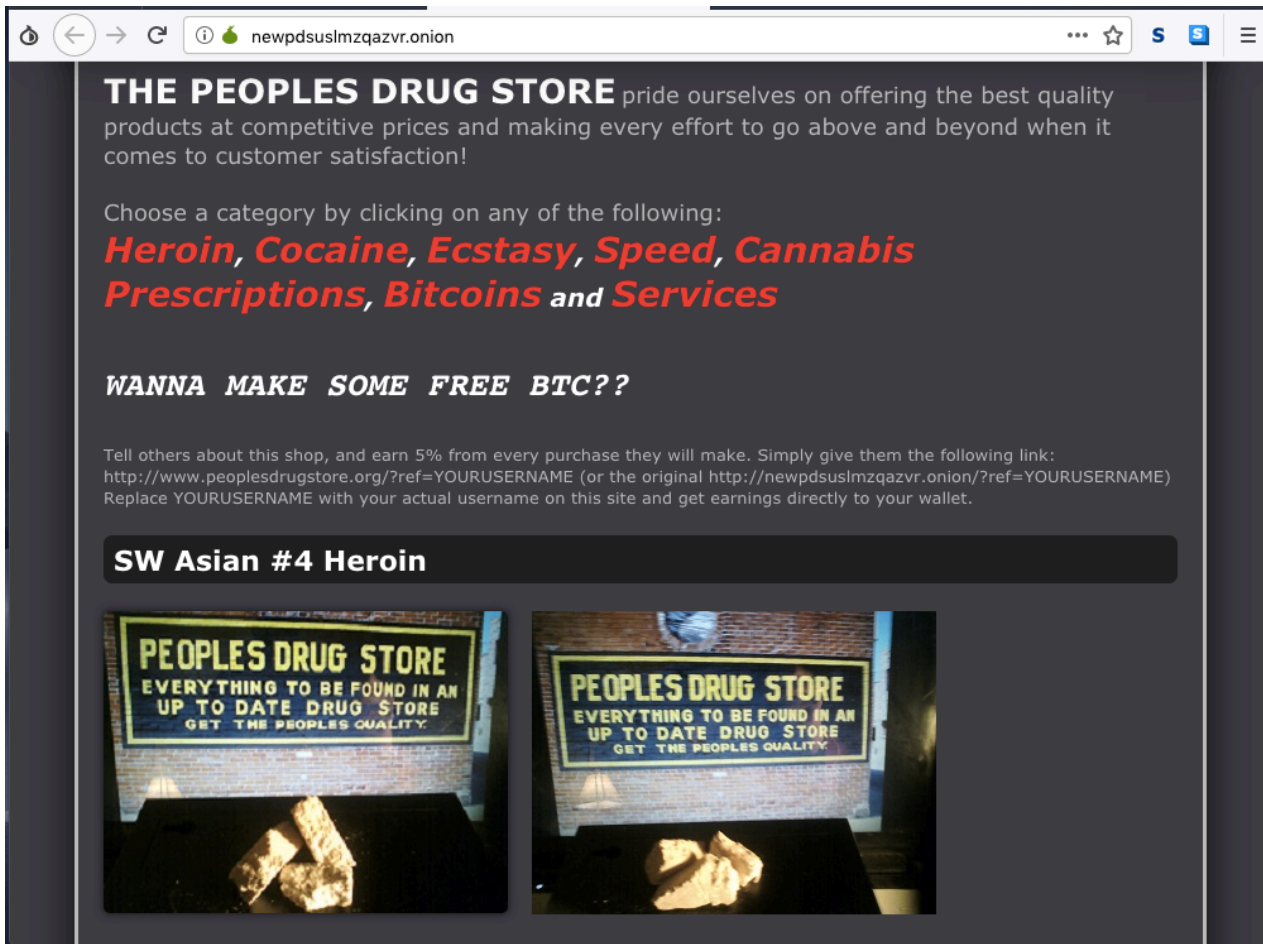 newpdsuslmzqazvr.onion
THE PEOPLES DRUG STORE pride ourselves on offering the best quality
products at competitive prices and making every effort to go above and beyond when it
comes to customer satisfaction!
Choose a category by clicking on any of the following:
Heroin, Cocaine, Ecstasy, Speed, Cannabis
Prescriptions, Bitcoins and Services
WANNA MAKE SOME FREE BTC??
Tell others about this shop, and earn 5% from every purchase they will make. Simply give them the following link:
http://www.peoplesdrugstore.org/?ref=YOURUSERNAME (or the original http://newpdsuslmzqazvr.onion/?ref=YOURUSERNAME)
Replace YOURUSERNAME with your actual username on this site and get earnings directly to your wallet.
SW Asian #4 Heroin
PEOPLES DRUG STORE
EVERYTHING TO BE FOUND IN AN
UP TO DATE DRUG STORE
GET THE PEOPLES QUALITY.
PEOPLES DRUG STORE
EVERYTHING TO BE FOUND IN AN
UP TO DATE DRUG STORE
GET THE PEOPLES QUALITY.